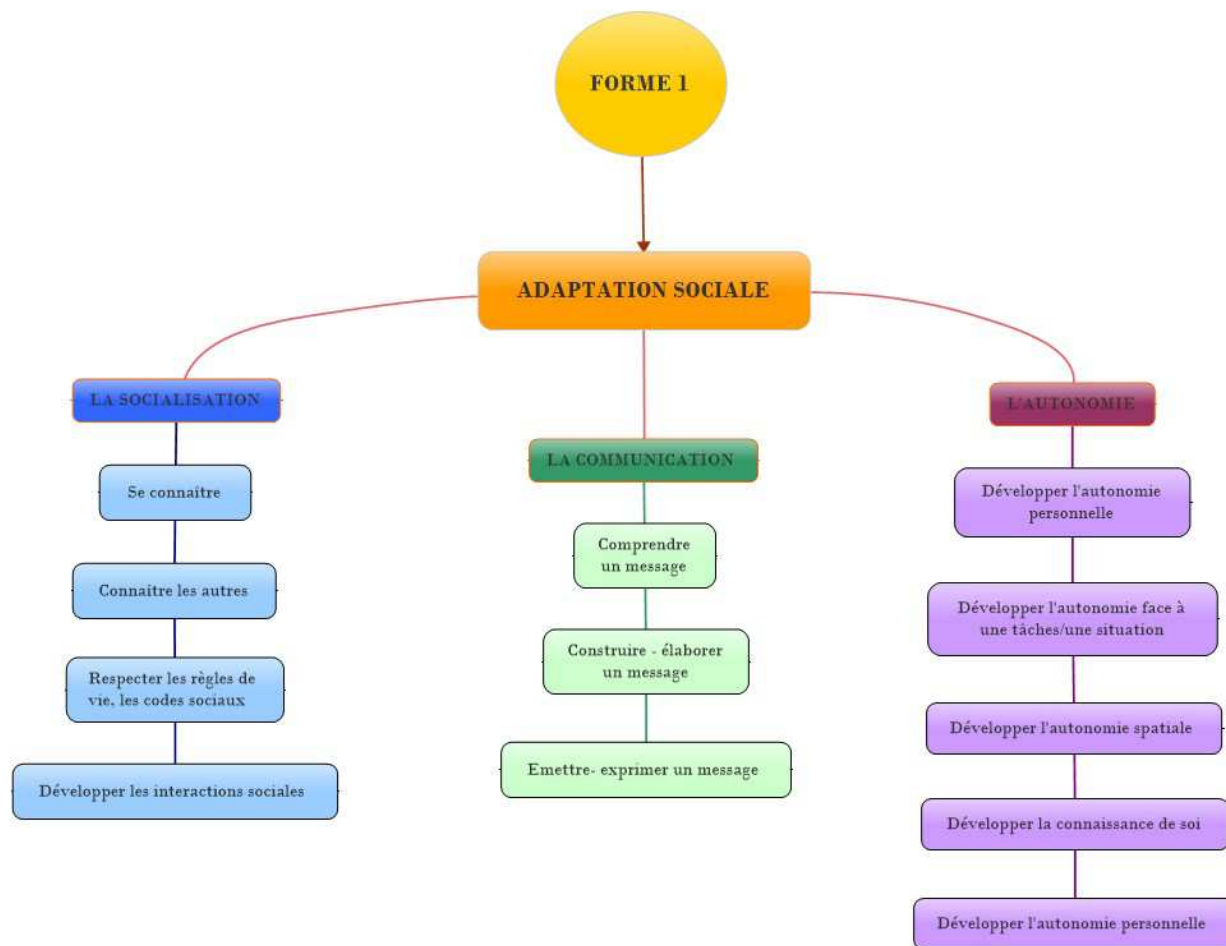 FORME 1
ADAPTATION SOCIALE
LA SOCIALISATION
Se connaître
Connaître les autres
Respecter les règles de
vie, les codes sociaux
Développer les interactions sociales
LA COMMUNICATION
Comprendre
un message
Construire - élaborer
un message
Emettre- exprimer un message
L'AUTONOMIE
Développer l'autonomie
personnelle
Développer l'autonomie face à
une tâches/une situation
Développer l'autonomie spatiale
Développer la connaissance de soi
Développer l'autonomie personnelle